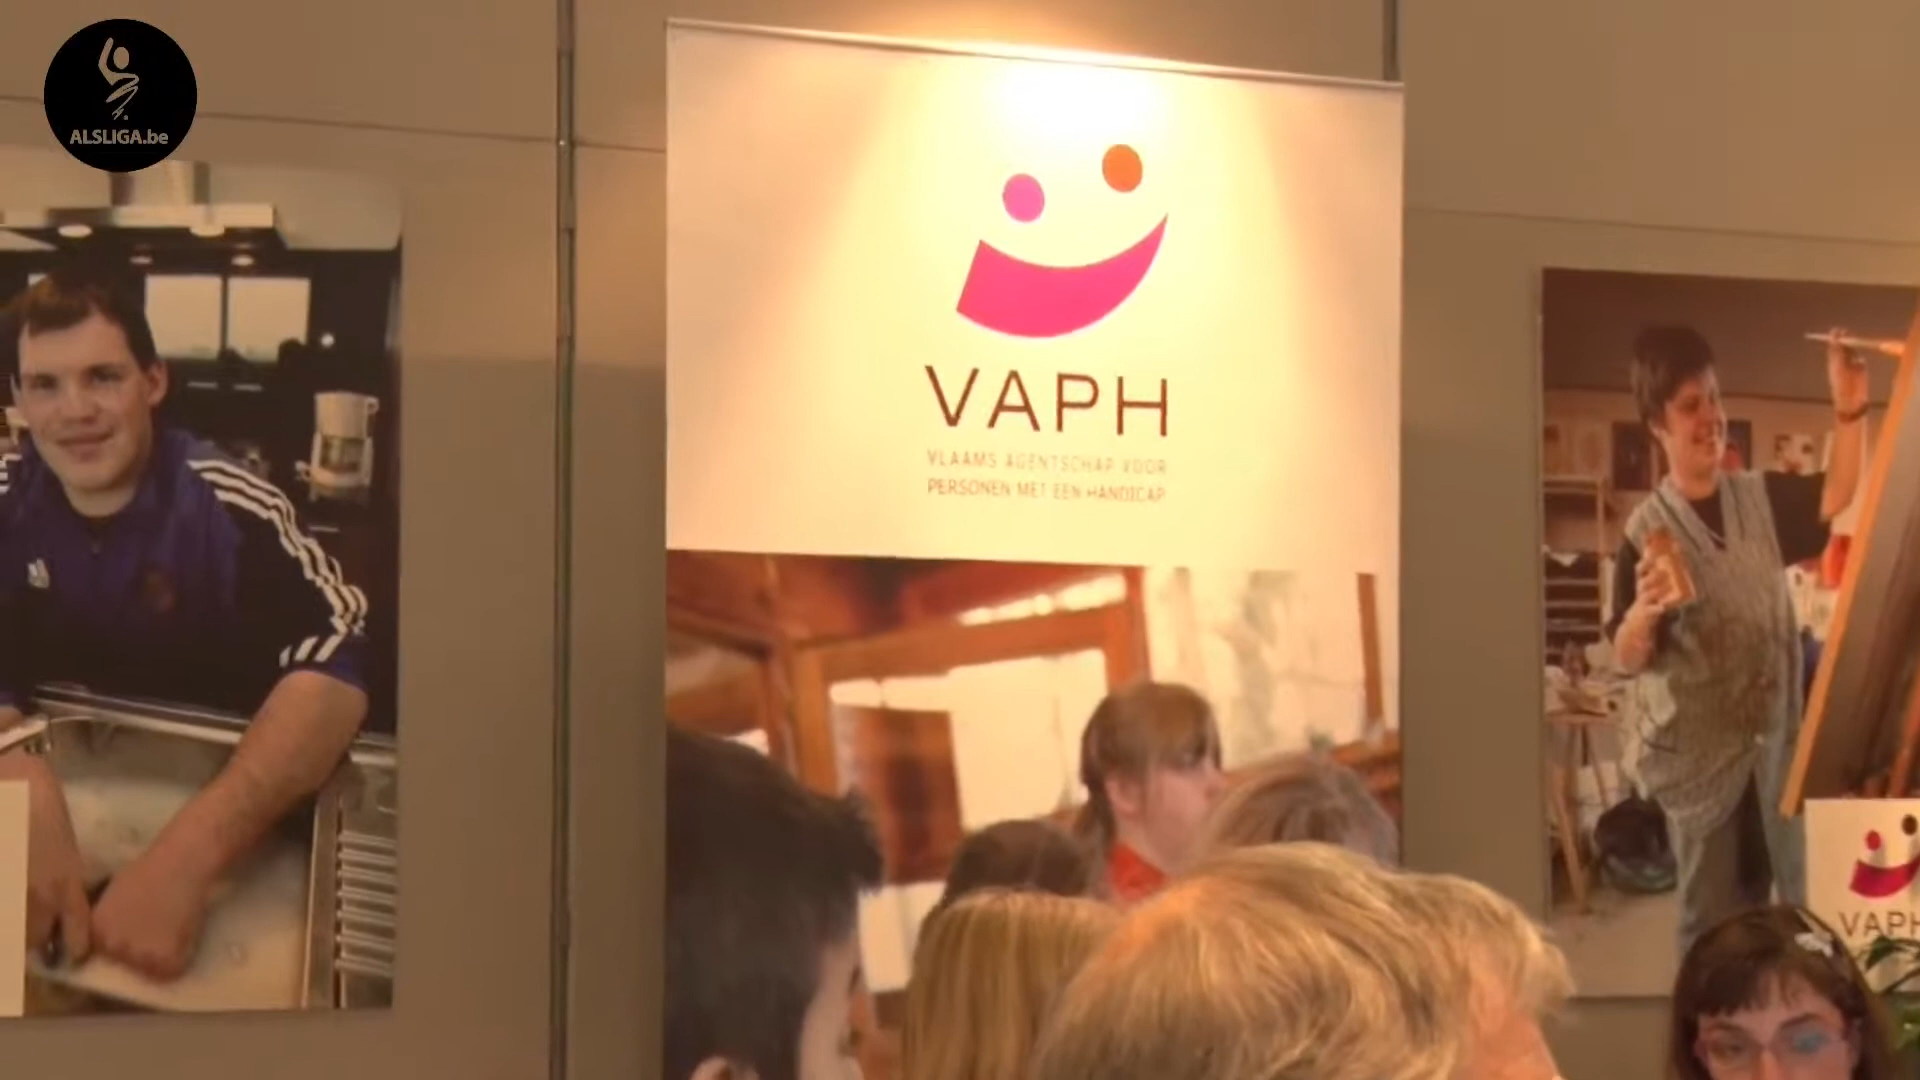 ALSLIGA.be
VAPH
VLAAMS AGENTSCHAP VOOR
PERSONEN MET EEN HANDICAP
VAPH